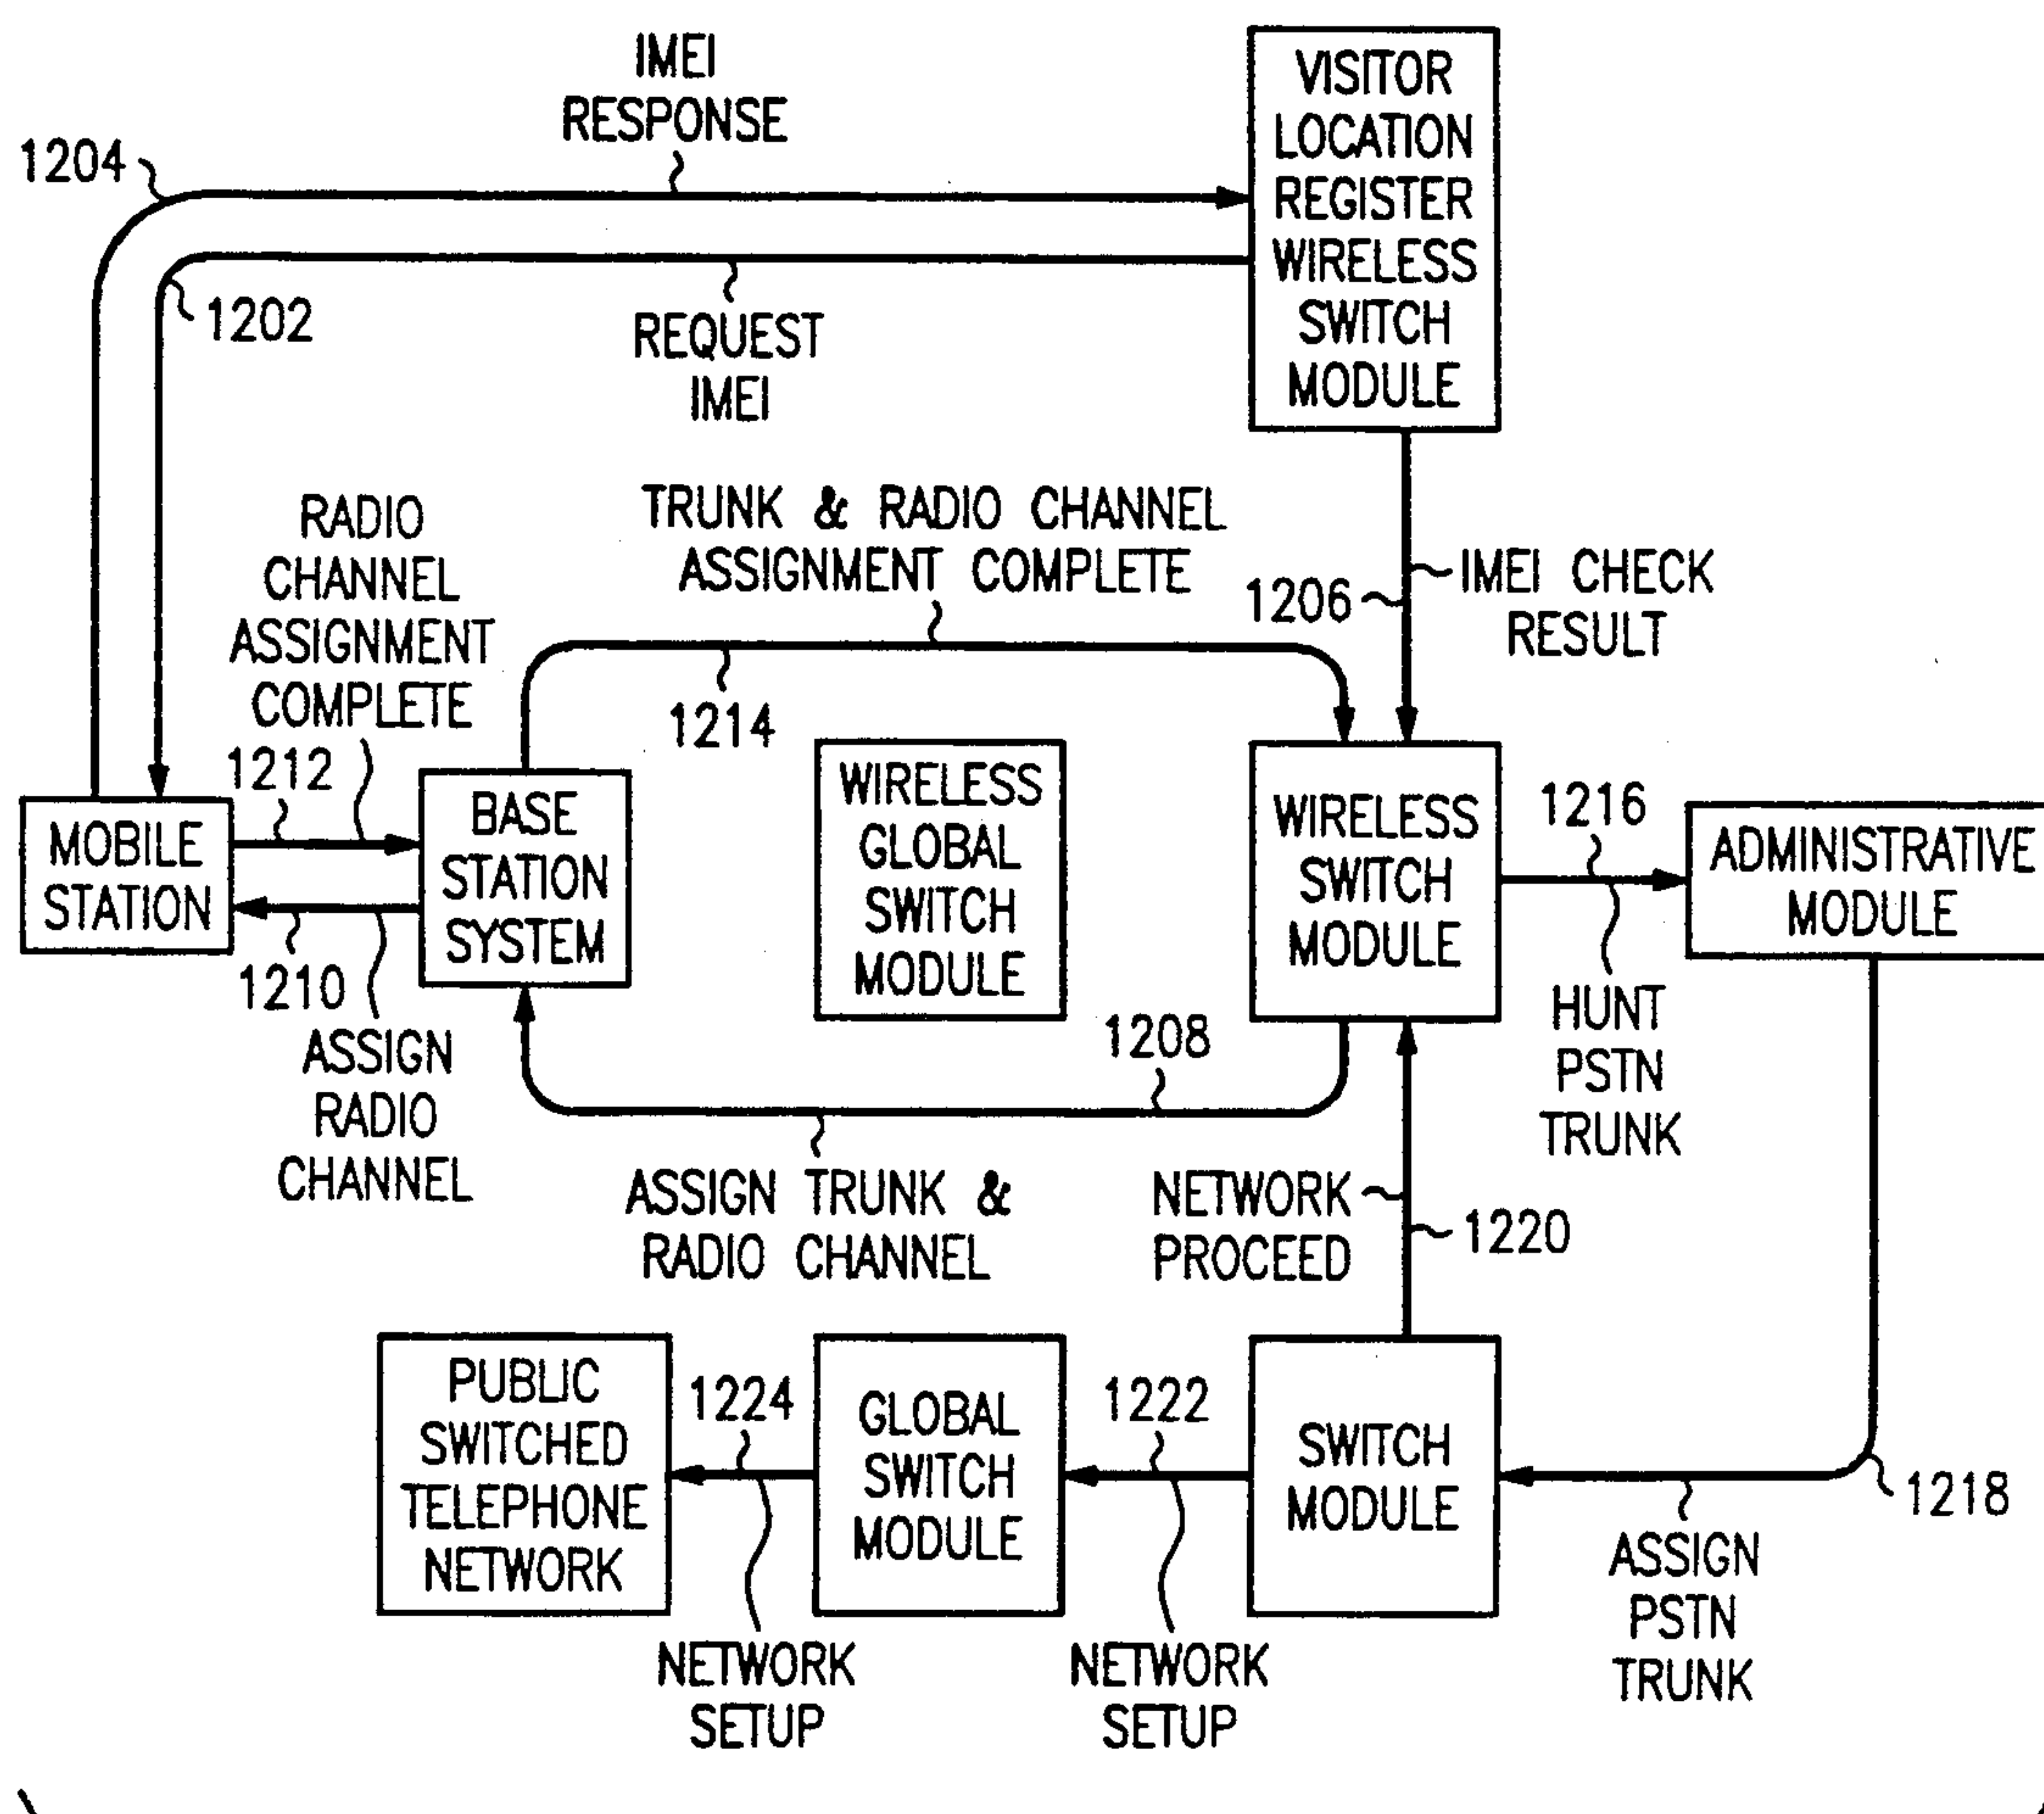 IMEI
RESPONSE
1204
VISITOR
LOCATION
REGISTER
WIRELESS
SWITCH
MODULE
1202
REQUEST
IMEI
RADIO
CHANNEL
ASSIGNMENT
COMPLETE
1212
TRUNK & RADIO CHANNEL
ASSIGNMENT COMPLETE
1206
IMEI CHECK
RESULT
1214
MOBILE
STATION
BASE
STATION
SYSTEM
WIRELESS
GLOBAL
SWITCH
MODULE
WIRELESS
SWITCH
MODULE
1216
ADMINISTRATIVE
MODULE
1210
ASSIGN
RADIO
CHANNEL
1208
HUNT
PSTN
TRUNK
ASSIGN TRUNK &
RADIO CHANNEL
NETWORK
PROCEED
1220
PUBLIC
SWITCHED
TELEPHONE
NETWORK
1224
GLOBAL
SWITCH
MODULE
1222
SWITCH
MODULE
1218
NETWORK
SETUP
NETWORK
SETUP
ASSIGN
PSTN
TRUNK